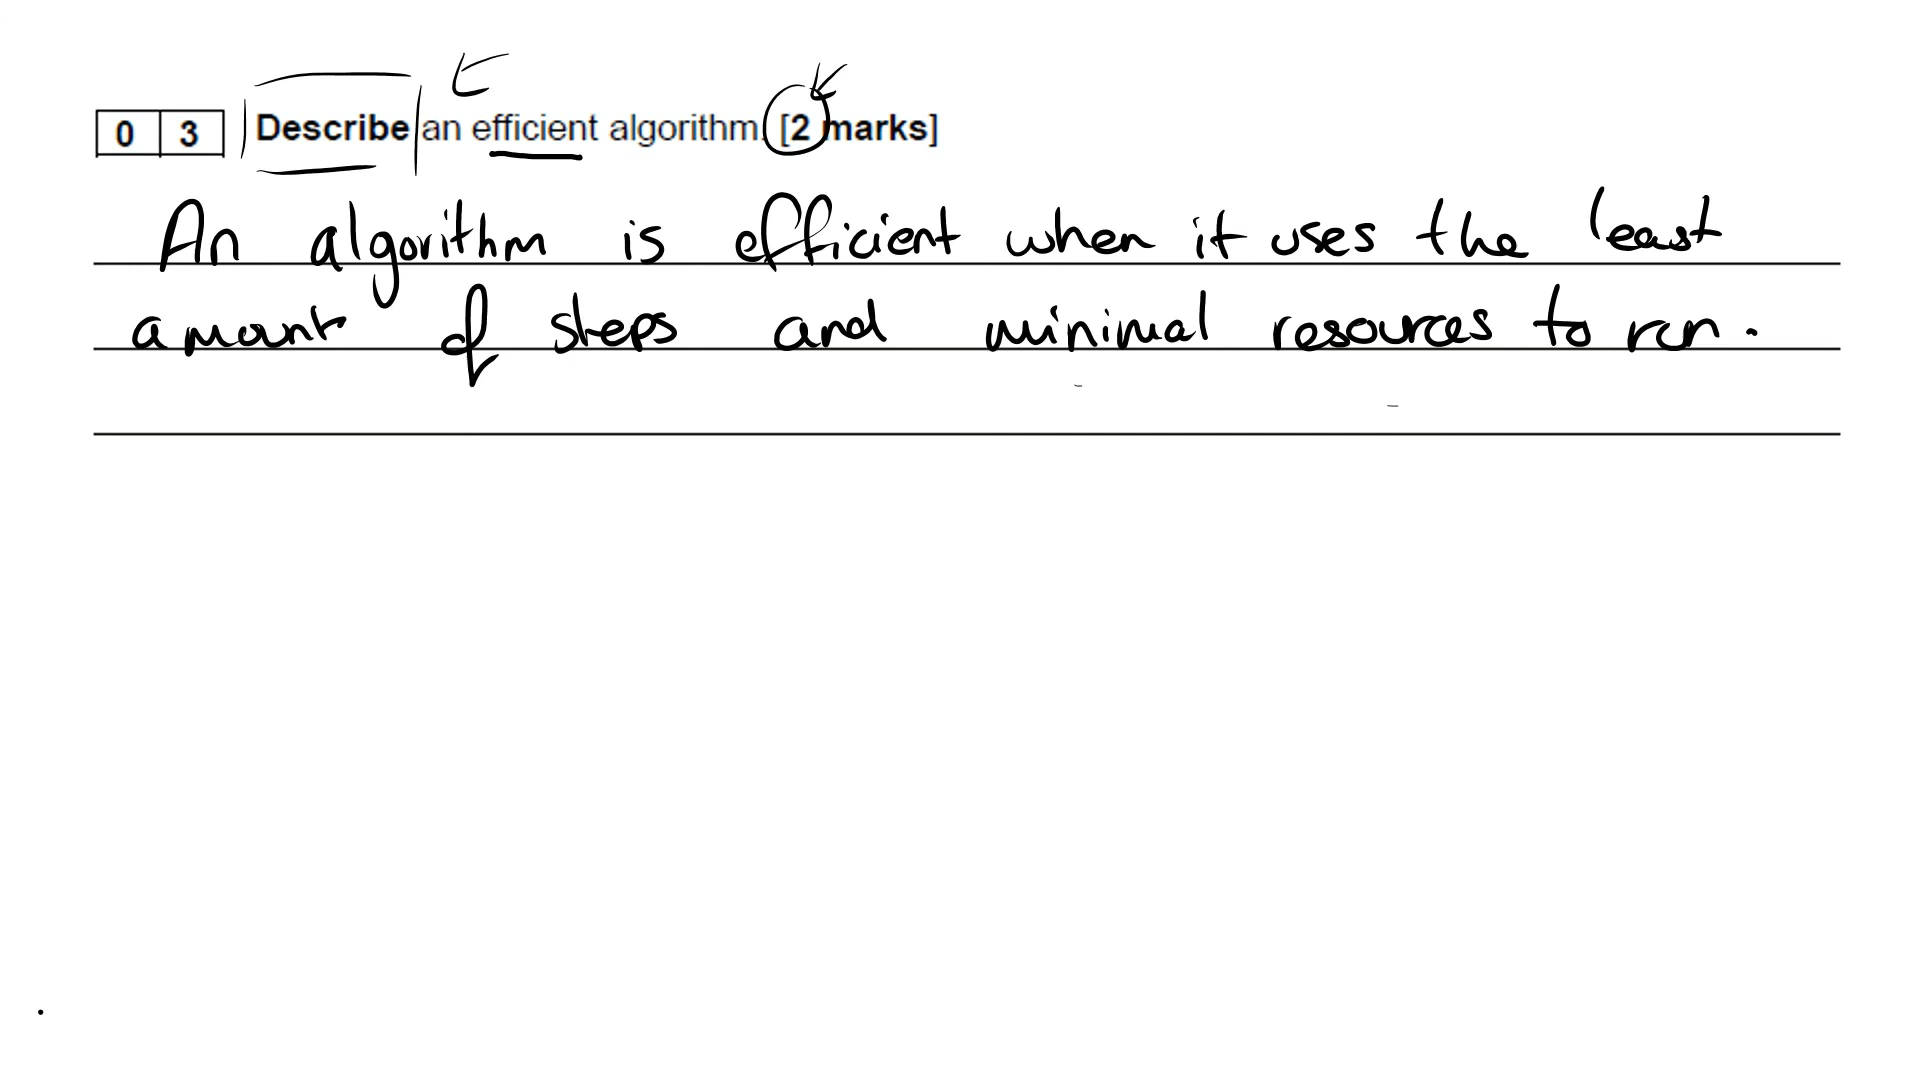 0 3 Describe an efficient algorithm. [2 marks]
An algorithm is efficient when it uses the least
amount of steps and minimal resources to run.